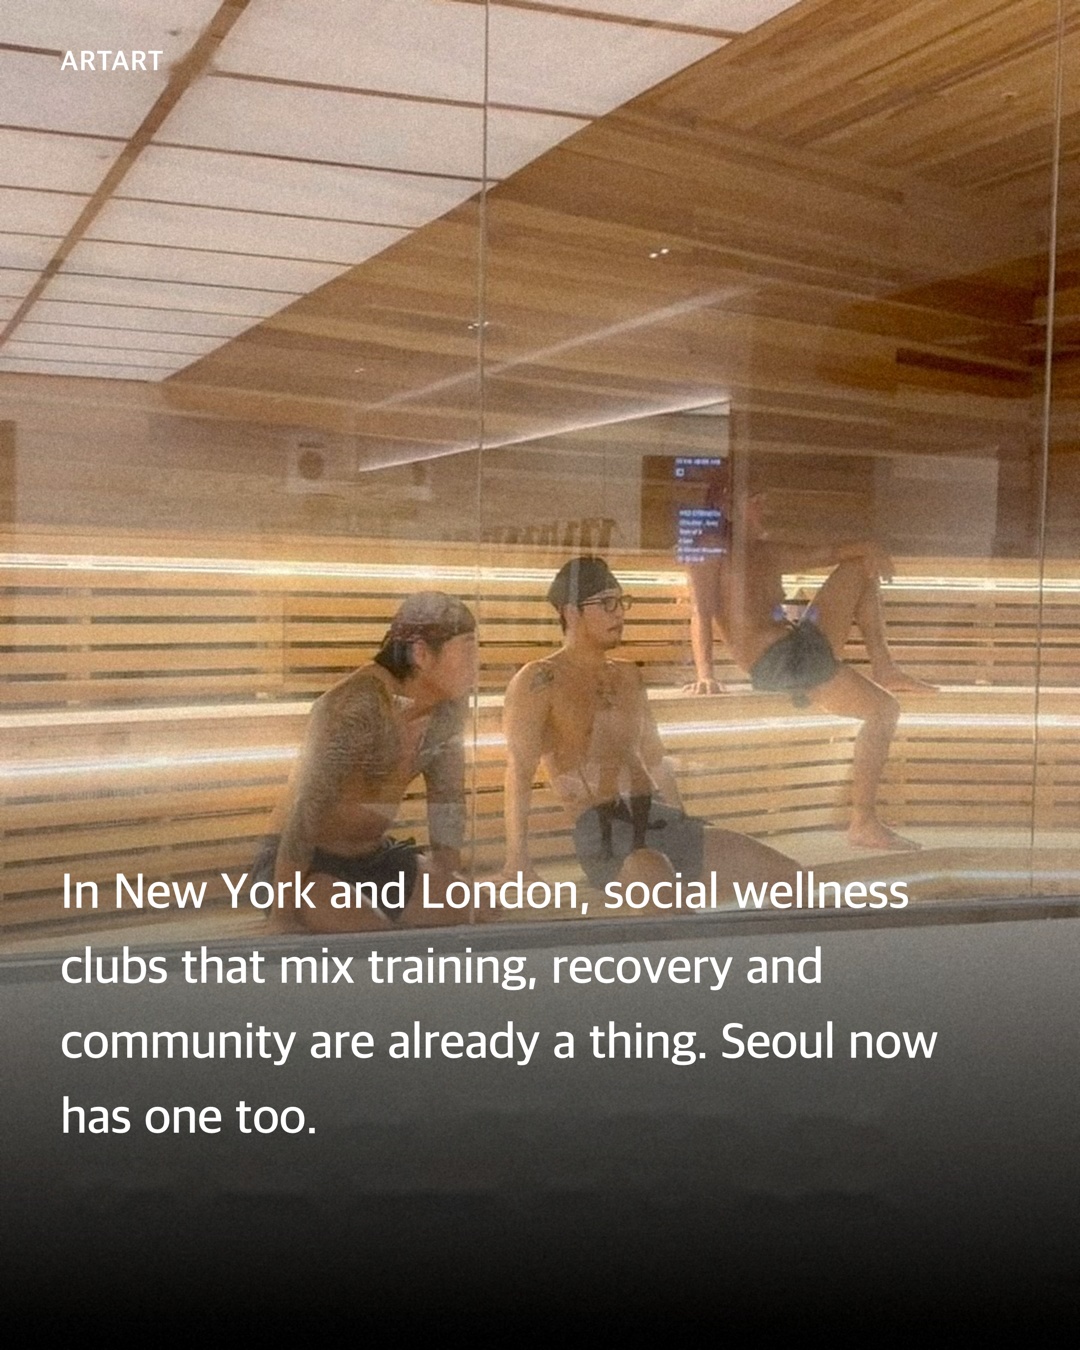 ARTART
In New York and London, social wellness
clubs that mix training, recovery and
community are already a thing. Seoul now
has one too.